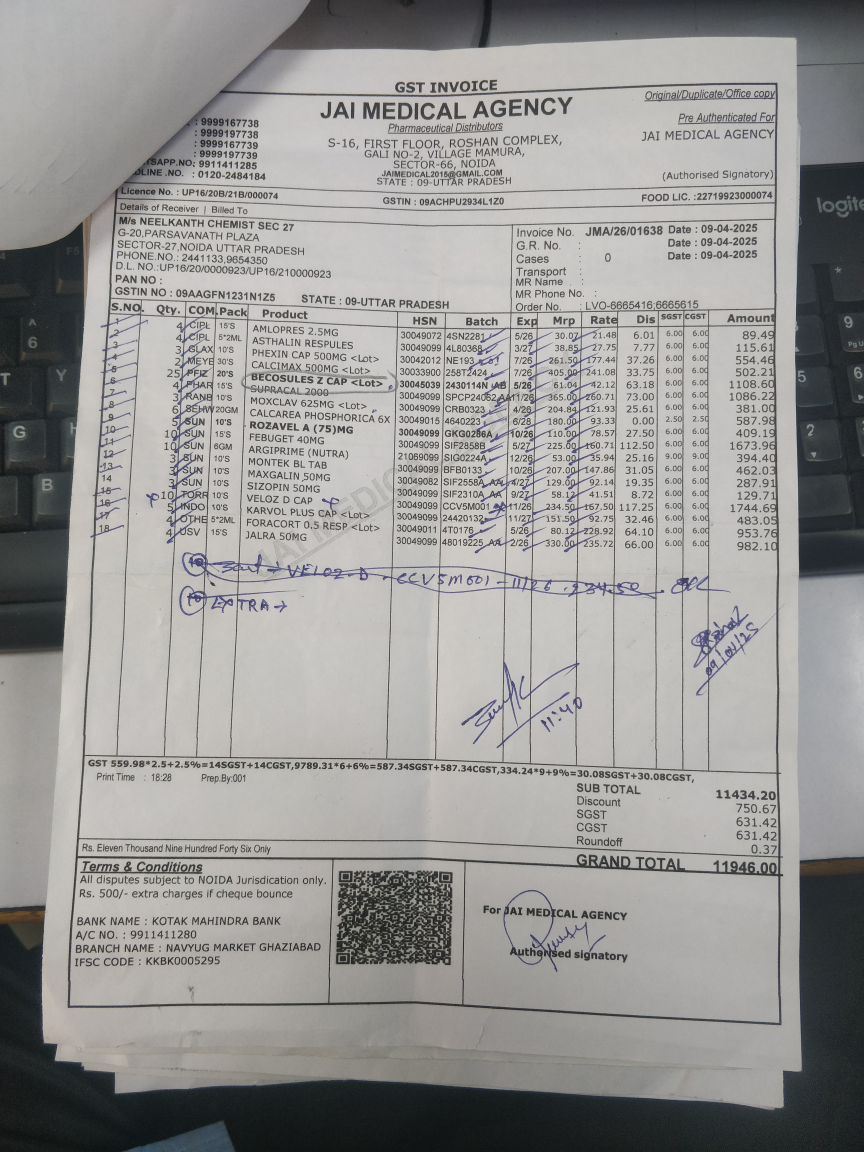 GST INVOICE
Original/Duplicate/Office copy
JAI MEDICAL AGENCY
Pharmaceutical Distributors
S-16, FIRST FLOOR, ROSHAN COMPLEX,
GALI NO-2, VILLAGE MAMURA,
SECTOR-66, NOIDA
JAIMEDICAL2015@GMAIL.COM
STATE : 09-UTTAR PRADESH
Pre Authenticated For
JAI MEDICAL AGENCY
(Authorised Signatory)
: 9999167738
: 9999197738
: 9999167739
: 9999197739
TSAPP.NO: 9911411285
DLINE .NO. : 0120-2484184
Licence No. : UP16/20B/21B/000074
GSTIN : 09ACHPU2934L1Z0
FOOD LIC. :22719923000074
Details of Receiver | Billed To
M/s NEELKANTH CHEMIST SEC 27
G-20,PARSAVANATH PLAZA
SECTOR-27,NOIDA UTTAR PRADESH
PHONE.NO.: 2441133,9654350
D.L. NO.:UP16/20/0000923/UP16/210000923
PAN NO :
GSTIN NO : 09AAGFN1231N1Z5 STATE : 09-UTTAR PRADESH
Invoice No. JMA/26/01638 Date : 09-04-2025
G.R. No. : Date : 09-04-2025
Cases : 0 Date : 09-04-2025
Transport :
MR Name :
MR Phone No. :
Order No. : LVO-6665416;6665615
S.NO. Qty. COM. Pack Product HSN Batch Exp Mrp Rate Dis SGST CGST Amount
1 4 CIPL 15'S AMLOPRES 2.5MG 30049072 4SN2281 5/26 30.07 21.48 6.01 6.00 6.00 89.49
2 4 CIPL 5*2ML ASTHALIN RESPULES 30049099 4L80368 3/27 38.85 27.75 7.77 6.00 6.00 115.61
3 3 GLAX 10'S PHEXIN CAP 500MG <Lot> 30042012 NE193 7/26 261.50 177.44 37.26 6.00 6.00 554.46
4 2 MEYE 30'S CALCIMAX 500MG <Lot> 30033900 258T2424 7/26 405.00 241.08 33.75 6.00 6.00 502.21
5 25 PFIZ 20'S BECOSULES Z CAP <Lot> 30045039 2430114N AB 5/26 61.04 42.12 63.18 6.00 6.00 1108.60
6 4 PHAR 15'S SUPRACAL 2000 30049099 SPCP24062 AA 11/26 365.00 260.71 73.00 6.00 6.00 1086.22
7 3 RANB 10'S MOXCLAV 625MG <Lot> 30049099 CRB0323 4/26 204.84 121.93 25.61 6.00 6.00 381.00
8 6 SEHW 20GM CALCAREA PHOSPHORICA 6X 30049015 4640223 6/28 180.00 93.33 0.00 2.50 2.50 587.98
9 5 SUN 10'S ROZAVEL A (75)MG 30049099 GKG0286A 10/26 110.00 78.57 27.50 6.00 6.00 409.19
10 10 SUN 15'S FEBUGET 40MG 30049099 SIF2858B 5/27 225.00 160.71 112.50 6.00 6.00 1673.96
11 10 SUN 6GM ARGIPRIME (NUTRA) 21069099 SIG0224A 12/26 53.00 35.94 25.16 9.00 9.00 394.40
12 3 SUN 10'S MONTEK BL TAB 30049099 BFB0133 10/26 207.00 147.86 31.05 6.00 6.00 462.03
13 3 SUN 10'S MAXGALIN 50MG 30049082 SIF2558A AA 4/27 129.00 92.14 19.35 6.00 6.00 287.91
14 3 SUN 10'S SIZOPIN 50MG 30049099 SIF2310A AA 9/27 58.12 41.51 8.72 6.00 6.00 129.71
15 10 TORR 10'S VELOZ D CAP 30049099 CCV5M001 11/26 234.50 167.50 117.25 6.00 6.00 1744.69
16 5 INDO 10'S KARVOL PLUS CAP <Lot> 30049099 24420132 11/27 151.50 92.75 32.46 6.00 6.00 483.05
17 4 OTHE 5*2ML FORACORT 0.5 RESP <Lot> 30049011 4T0176 5/26 80.12 228.92 64.10 6.00 6.00 953.76
18 4 USV 15'S JALRA 50MG 30049099 48019225 AA 2/26 330.00 235.72 66.00 6.00 6.00 982.10
VELOZ-D - CCV5M001 - 11/26 . 234.50
10 EXTRA →
09/04/25
11:40
GST 559.98*2.5+2.5%=14SGST+14CGST,9789.31*6+6%=587.34SGST+587.34CGST,334.24*9+9%=30.08SGST+30.08CGST,
Print Time : 18:28 Prep.By:001
SUB TOTAL 11434.20
Discount 750.67
SGST 631.42
CGST 631.42
Roundoff 0.37
GRAND TOTAL 11946.00
Rs. Eleven Thousand Nine Hundred Forty Six Only
Terms & Conditions
All disputes subject to NOIDA Jurisdication only.
Rs. 500/- extra charges if cheque bounce
BANK NAME : KOTAK MAHINDRA BANK
A/C NO. : 9911411280
BRANCH NAME : NAVYUG MARKET GHAZIABAD
IFSC CODE : KKBK0005295
For JAI MEDICAL AGENCY
Authorised signatory
logite